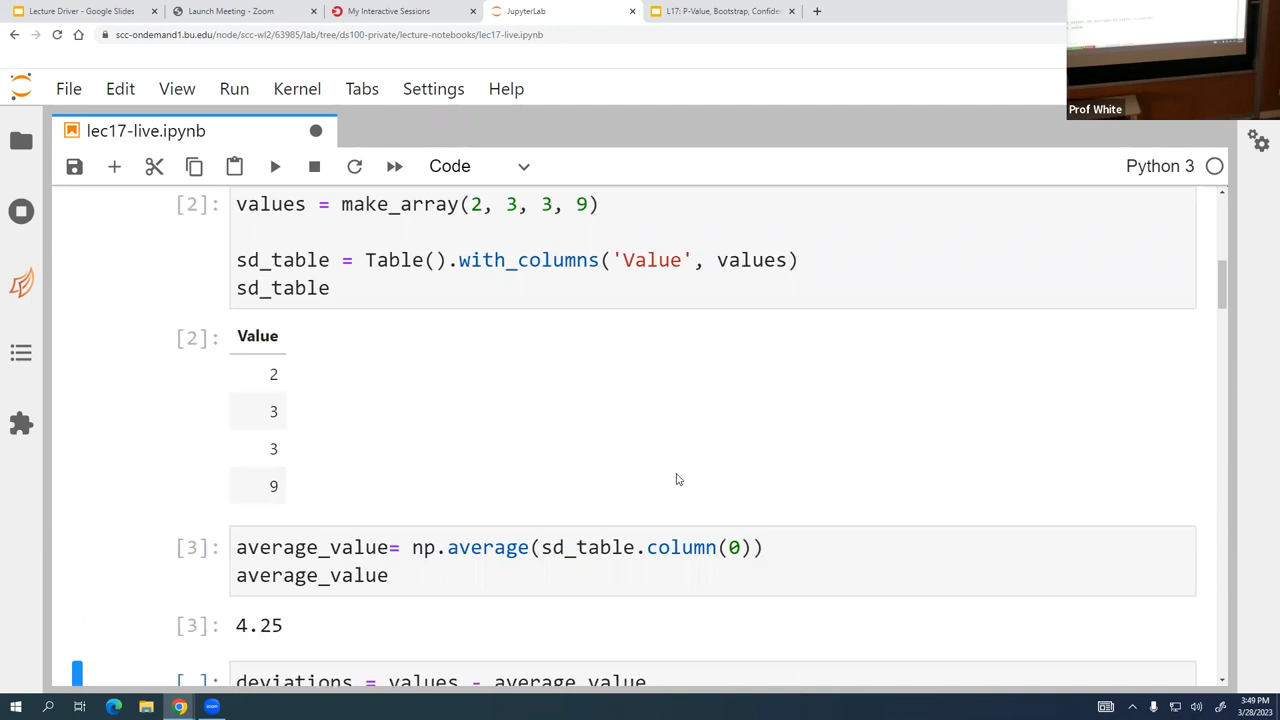 Lecture Driver - Google Slides
Launch Meeting - Zoom
My Interactive Sessions
JupyterLab
L17: P-Value, Bootstrap, Confid
scc-ondemand1.bu.edu/node/scc-wl2/63985/lab/tree/ds100
/lec17-live.ipynb
Prof White
File Edit View Run Kernel Tabs Settings Help
lec17-live.ipynb
Code
Python 3
[2]: values = make_array(2, 3, 3, 9)
sd_table = Table().with_columns('Value', values)
sd_table
[2]: Value
2
3
3
9
[3]: average_value= np.average(sd_table.column(0))
average_value
[3]: 4.25
[ ]: deviations = values - average_value
3:49 PM
3/28/2023